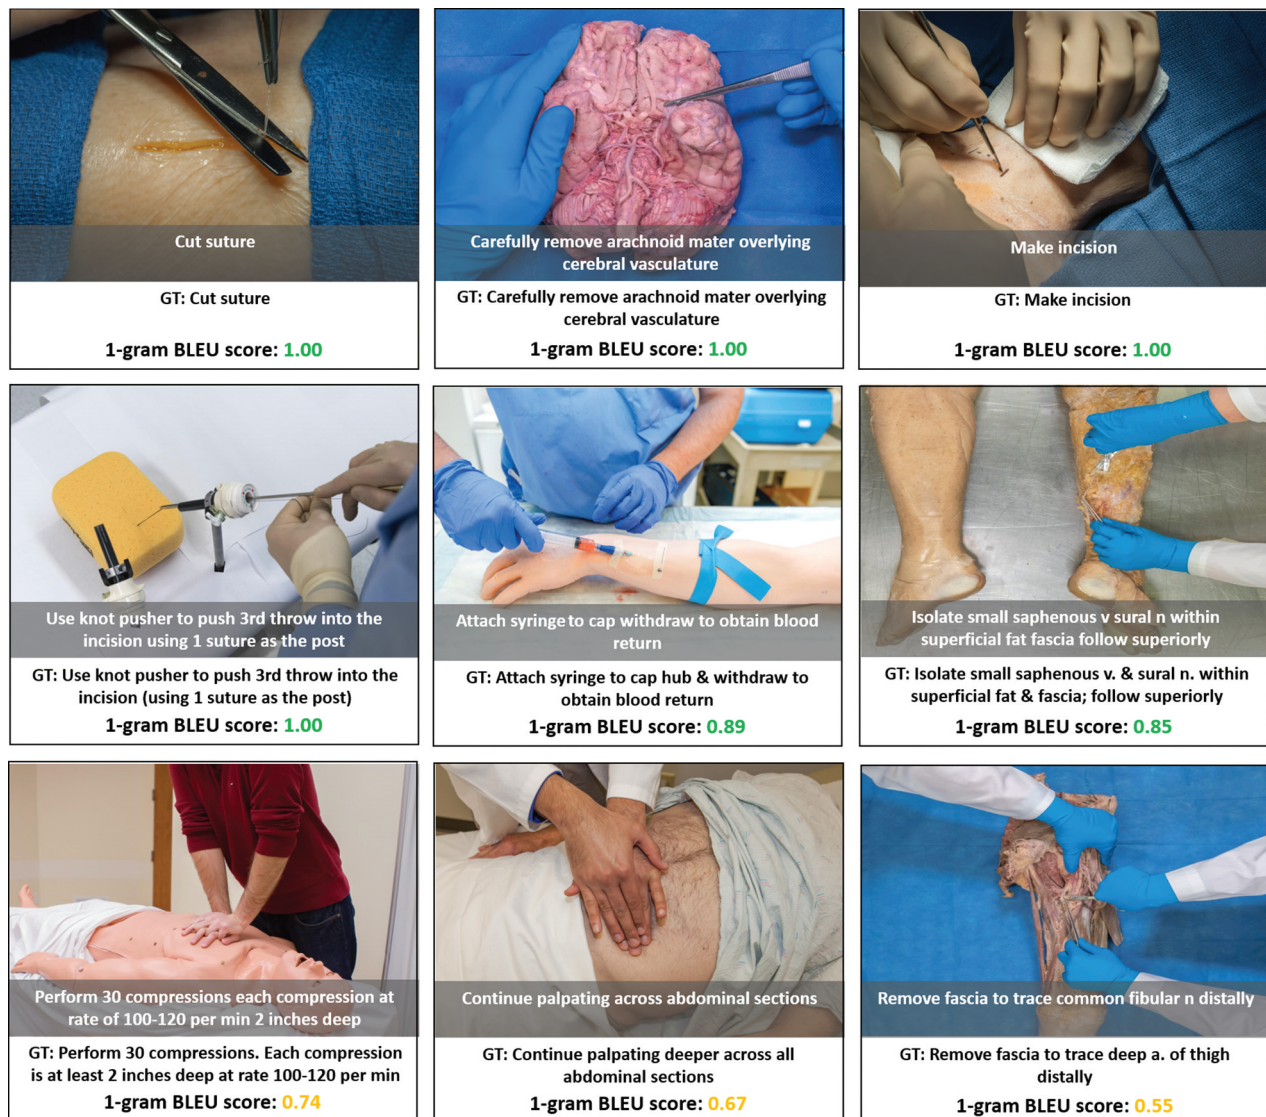 Cut suture
GT: Cut suture
1-gram BLEU score: 1.00
Carefully remove arachnoid mater overlying
cerebral vasculature
GT: Carefully remove arachnoid mater overlying
cerebral vasculature
1-gram BLEU score: 1.00
Make incision
GT: Make incision
1-gram BLEU score: 1.00
Use knot pusher to push 3rd throw into the
incision using 1 suture as the post
GT: Use knot pusher to push 3rd throw into the
incision (using 1 suture as the post)
1-gram BLEU score: 1.00
Attach syringe to cap withdraw to obtain blood
return
GT: Attach syringe to cap hub & withdraw to
obtain blood return
1-gram BLEU score: 0.89
Isolate small saphenous v sural n within
superficial fat fascia follow superiorly
GT: Isolate small saphenous v. & sural n. within
superficial fat & fascia; follow superiorly
1-gram BLEU score: 0.85
Perform 30 compressions each compression at
rate of 100-120 per min 2 inches deep
GT: Perform 30 compressions. Each compression
is at least 2 inches deep at rate 100-120 per min
1-gram BLEU score: 0.74
Continue palpating across abdominal sections
GT: Continue palpating deeper across all
abdominal sections
1-gram BLEU score: 0.67
Remove fascia to trace common fibular n distally
GT: Remove fascia to trace deep a. of thigh
distally
1-gram BLEU score: 0.55